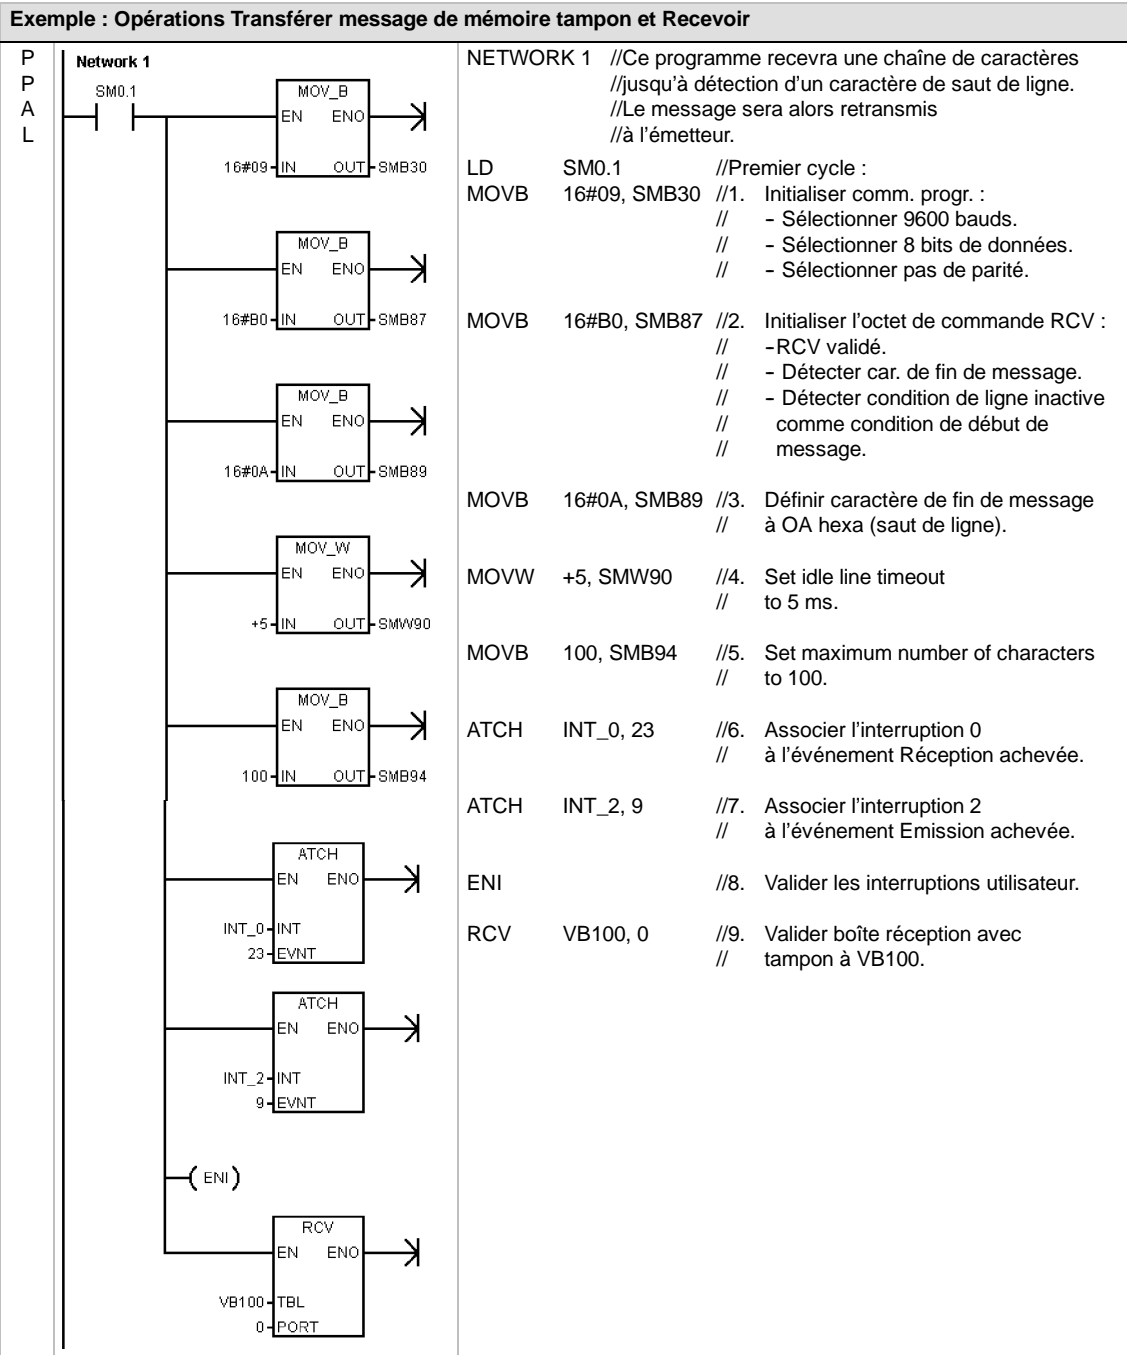 Exemple : Opérations Transférer message de mémoire tampon et Recevoir
P
P
A
L
Network 1
SM0.1
MOV_B
EN ENO
16#09 IN OUT SMB30
MOV_B
EN ENO
16#B0 IN OUT SMB87
MOV_B
EN ENO
16#0A IN OUT SMB89
MOV_W
EN ENO
+5 IN OUT SMW90
MOV_B
EN ENO
100 IN OUT SMB94
ATCH
EN ENO
INT_0 INT
23 EVNT
ATCH
EN ENO
INT_2 INT
9 EVNT
ENI
RCV
EN ENO
VB100 TBL
0 PORT
NETWORK 1 //Ce programme recevra une chaîne de caractères
//jusqu'à détection d'un caractère de saut de ligne.
//Le message sera alors retransmis
//à l'émetteur.
LD SM0.1 //Premier cycle :
MOVB 16#09, SMB30 //1. Initialiser comm. progr. :
// - Sélectionner 9600 bauds.
// - Sélectionner 8 bits de données.
// - Sélectionner pas de parité.
MOVB 16#B0, SMB87 //2. Initialiser l'octet de commande RCV :
// -RCV validé.
// - Détecter car. de fin de message.
// - Détecter condition de ligne inactive
// comme condition de début de
// message.
MOVB 16#0A, SMB89 //3. Définir caractère de fin de message
// à OA hexa (saut de ligne).
MOVW +5, SMW90 //4. Set idle line timeout
// to 5 ms.
MOVB 100, SMB94 //5. Set maximum number of characters
// to 100.
ATCH INT_0, 23 //6. Associer l'interruption 0
// à l'événement Réception achevée.
ATCH INT_2, 9 //7. Associer l'interruption 2
// à l'événement Emission achevée.
ENI //8. Valider les interruptions utilisateur.
RCV VB100, 0 //9. Valider boîte réception avec
// tampon à VB100.